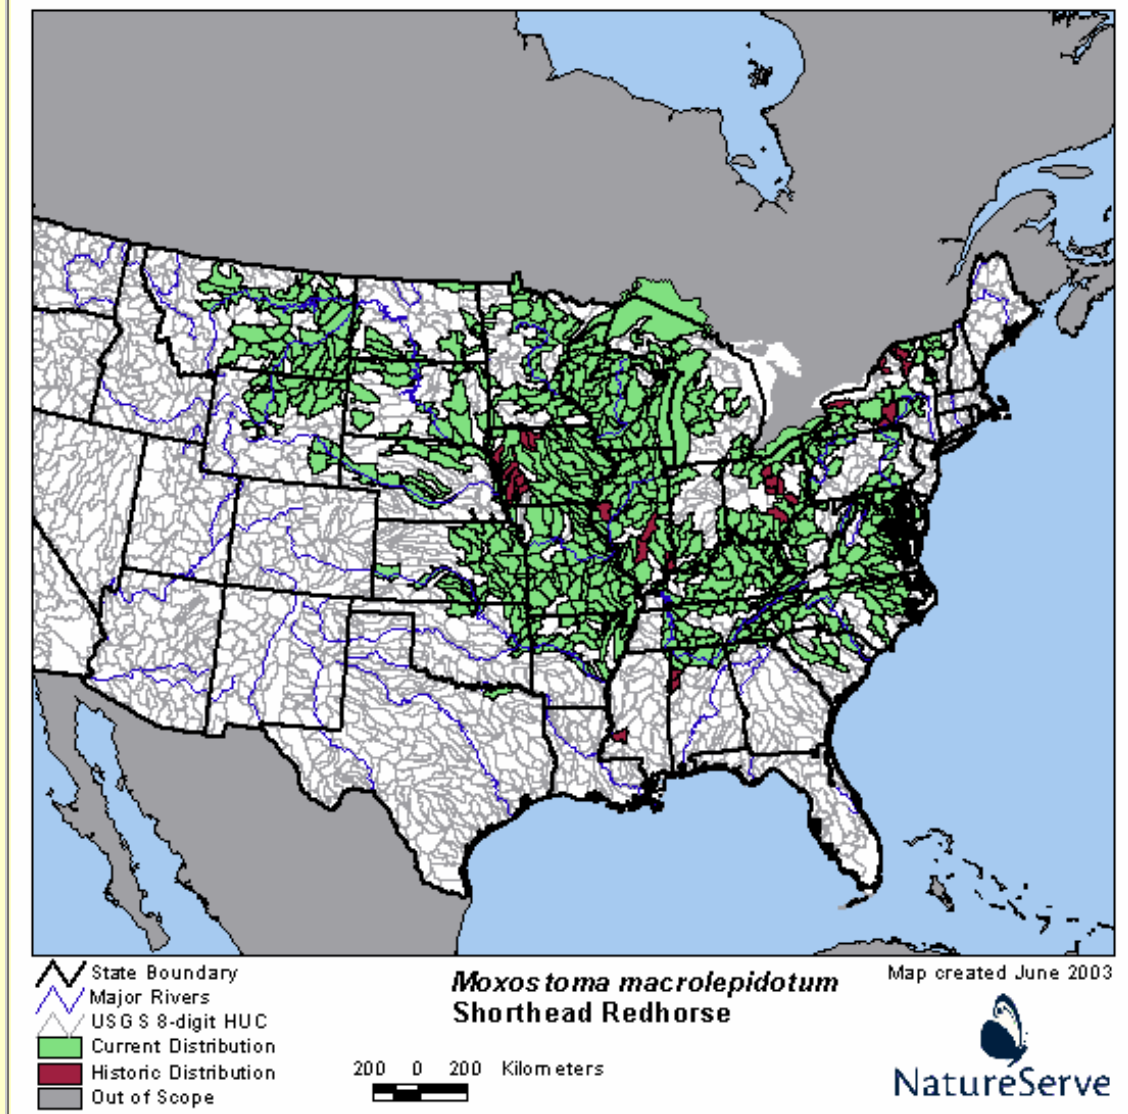 State Boundary
Major Rivers
USGS 8-digit HUC
Current Distribution
Historic Distribution
Out of Scope
Moxostoma macrolepidotum
Shorthead Redhorse
200 0 200 Kilometers
Map created June 2003
NatureServe